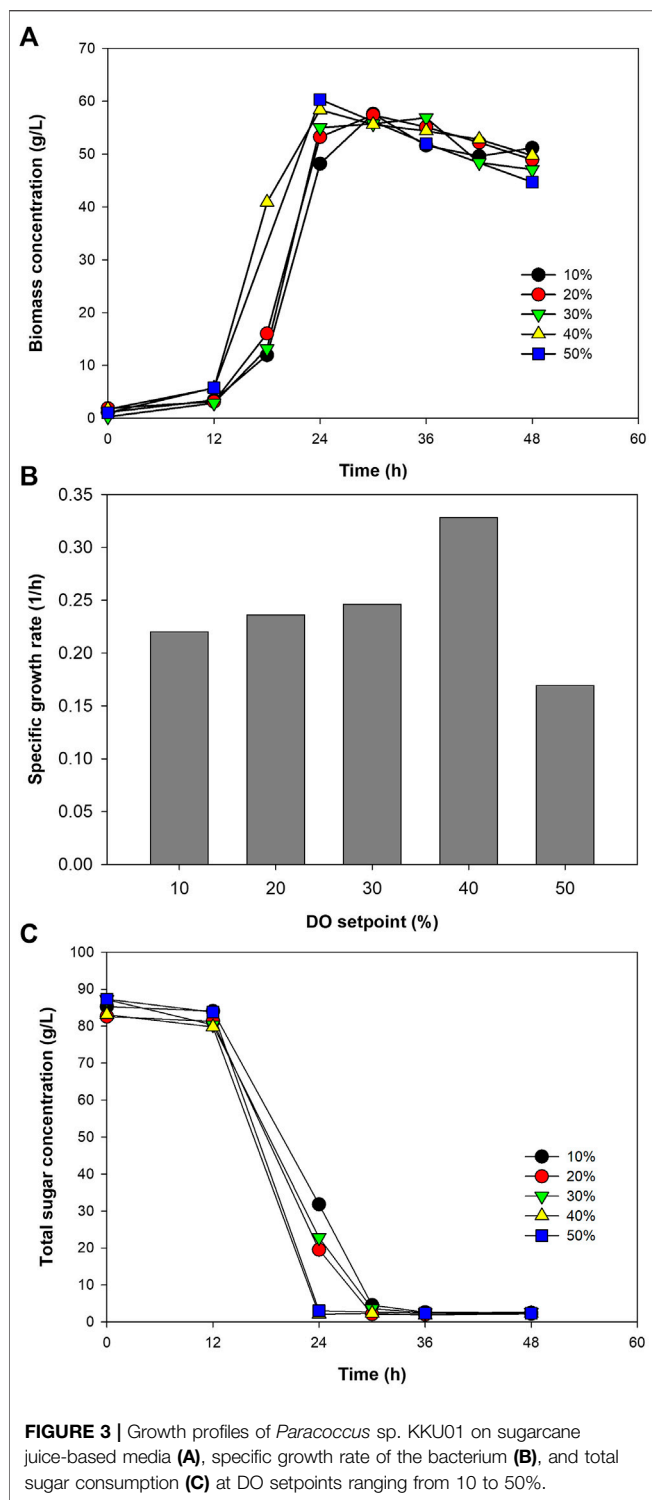 A
Biomass concentration (g/L)
70
60
50
40
30
20
10
0
10%
20%
30%
40%
50%
0 12 24 36 48 60
Time (h)
B
Specific growth rate (1/h)
0.35
0.30
0.25
0.20
0.15
0.10
0.05
0.00
10 20 30 40 50
DO setpoint (%)
C
Total sugar concentration (g/L)
100
90
80
70
60
50
40
30
20
10
0
10%
20%
30%
40%
50%
0 12 24 36 48 60
Time (h)
FIGURE 3 | Growth profiles of Paracoccus sp. KKU01 on sugarcane
juice-based media (A), specific growth rate of the bacterium (B), and total
sugar consumption (C) at DO setpoints ranging from 10 to 50%.